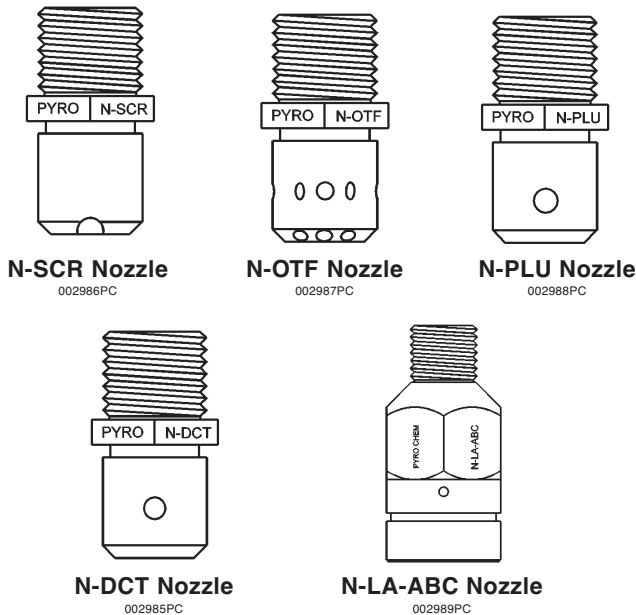 PYRO N-SCR
PYRO N-OTF
PYRO N-PLU
N-SCR Nozzle
002986PC
N-OTF Nozzle
002987PC
N-PLU Nozzle
002988PC
PYRO N-DCT
PYRO CHEM
N-LA-ABC
N-DCT Nozzle
002985PC
N-LA-ABC Nozzle
002989PC